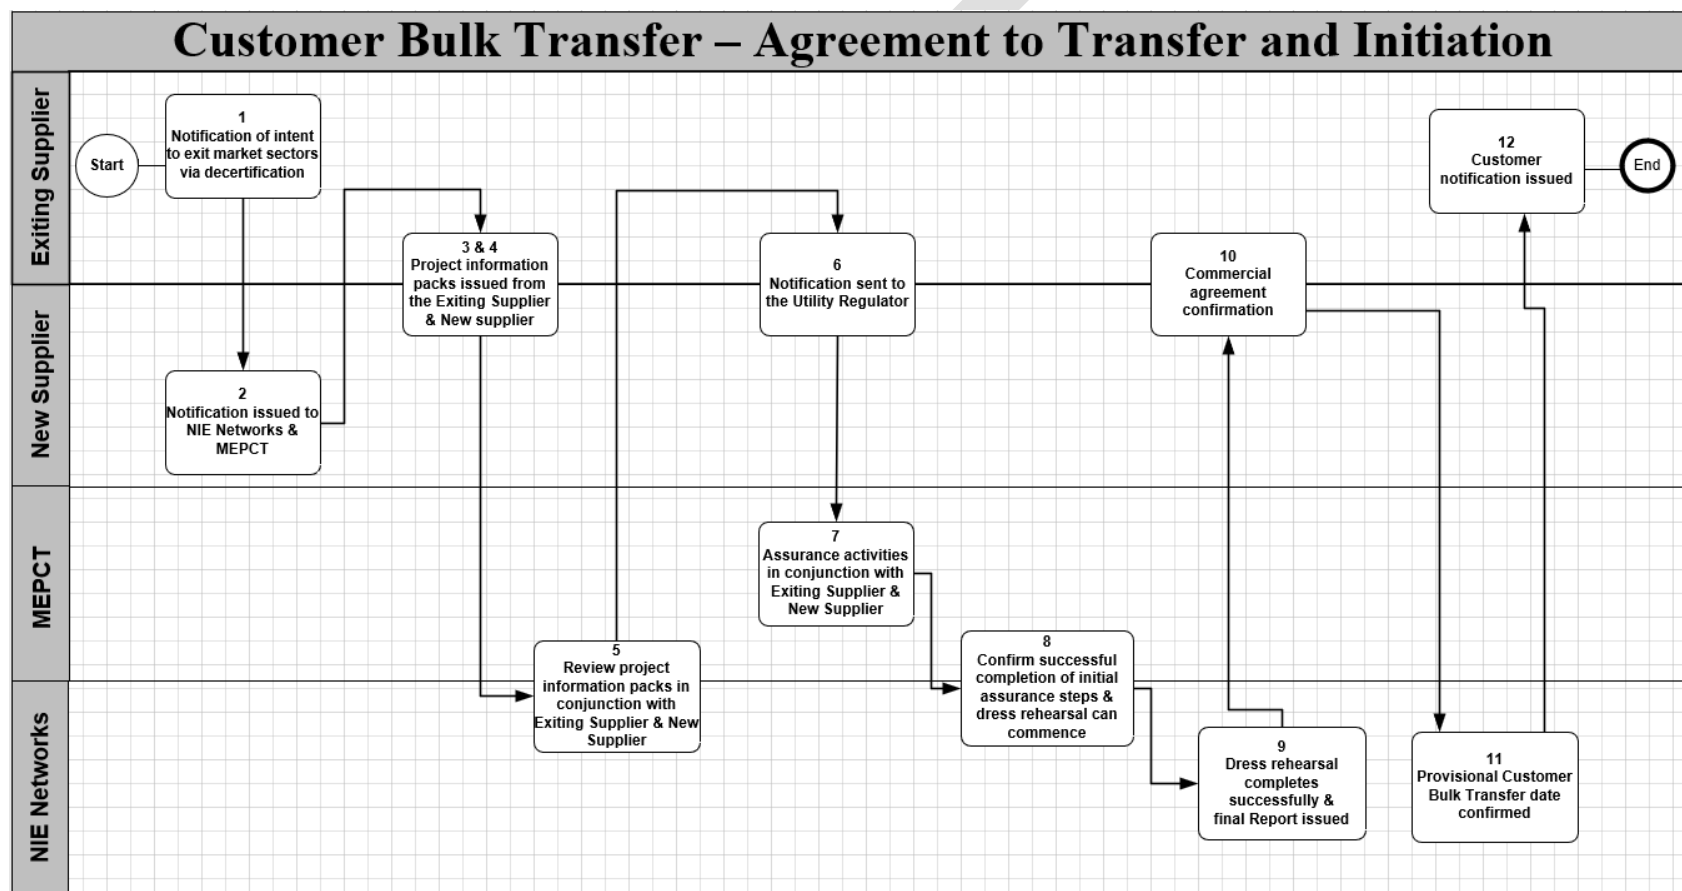 Customer Bulk Transfer – Agreement to Transfer and Initiation
Exiting Supplier
Start
1
Notification of intent
to exit market sectors
via decertification
3 & 4
Project information
packs issued from
the Exiting Supplier
& New supplier
6
Notification sent to
the Utility Regulator
10
Commercial
agreement
confirmation
12
Customer
notification issued
End
New Supplier
2
Notification issued to
NIE Networks &
MEPCT
MEPCT
7
Assurance activities
in conjunction with
Exiting Supplier &
New Supplier
5
Review project
information packs in
conjunction with
Exiting Supplier & New
Supplier
8
Confirm successful
completion of initial
assurance steps &
dress rehearsal can
commence
NIE Networks
9
Dress rehearsal
completes
successfully &
final Report issued
11
Provisional Customer
Bulk Transfer date
confirmed